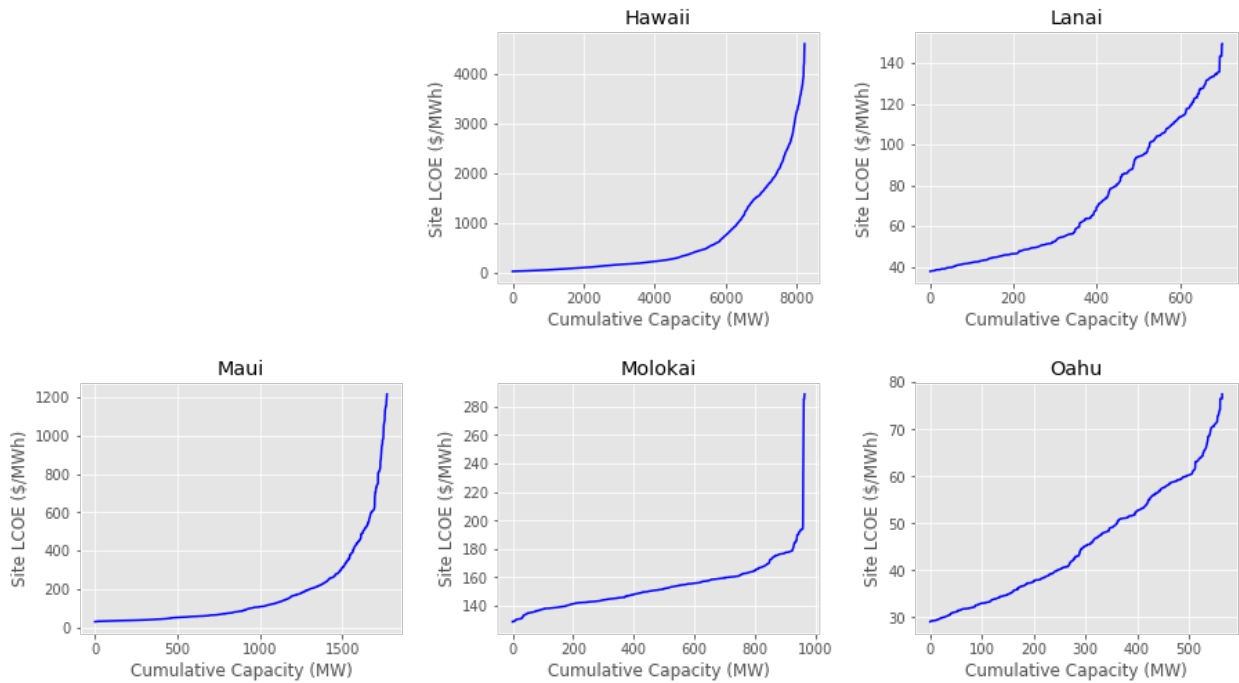 Hawaii
Site LCOE ($/MWh)
4000
3000
2000
1000
0
0 2000 4000 6000 8000
Cumulative Capacity (MW)
Lanai
Site LCOE ($/MWh)
140
120
100
80
60
40
0 200 400 600
Cumulative Capacity (MW)
Maui
Site LCOE ($/MWh)
1200
1000
800
600
400
200
0
0 500 1000 1500
Cumulative Capacity (MW)
Molokai
Site LCOE ($/MWh)
280
260
240
220
200
180
160
140
0 200 400 600 800 1000
Cumulative Capacity (MW)
Oahu
Site LCOE ($/MWh)
80
70
60
50
40
30
0 100 200 300 400 500
Cumulative Capacity (MW)